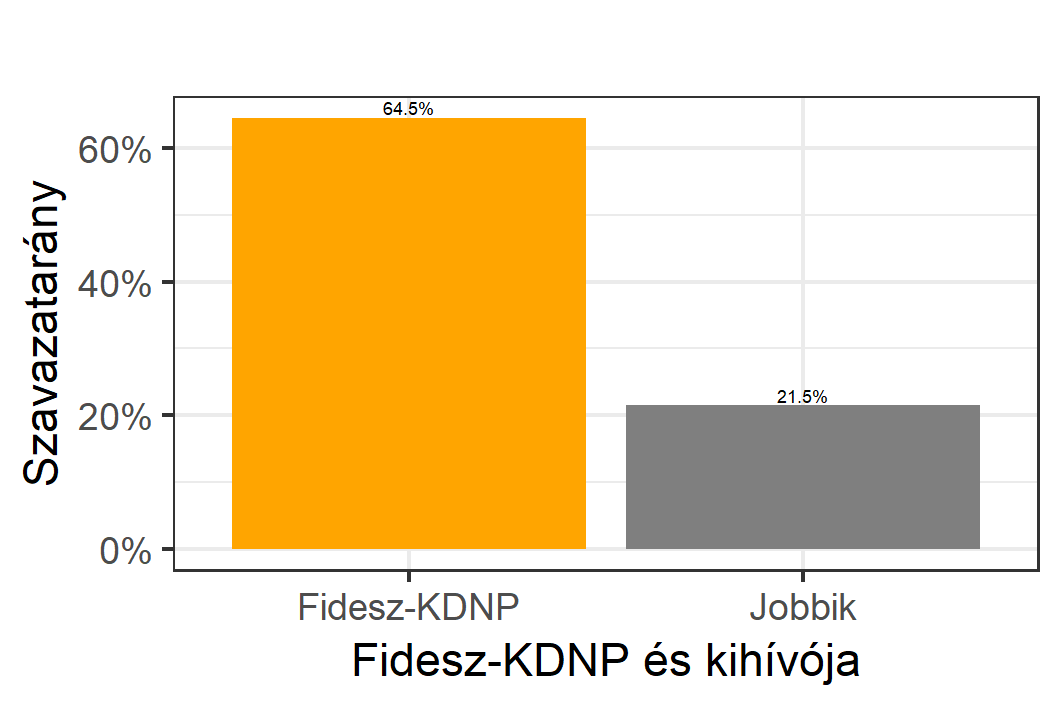 Szavazatarány
60%
40%
20%
0%
64.5%
21.5%
Fidesz-KDNP
Jobbik
Fidesz-KDNP és kihívója